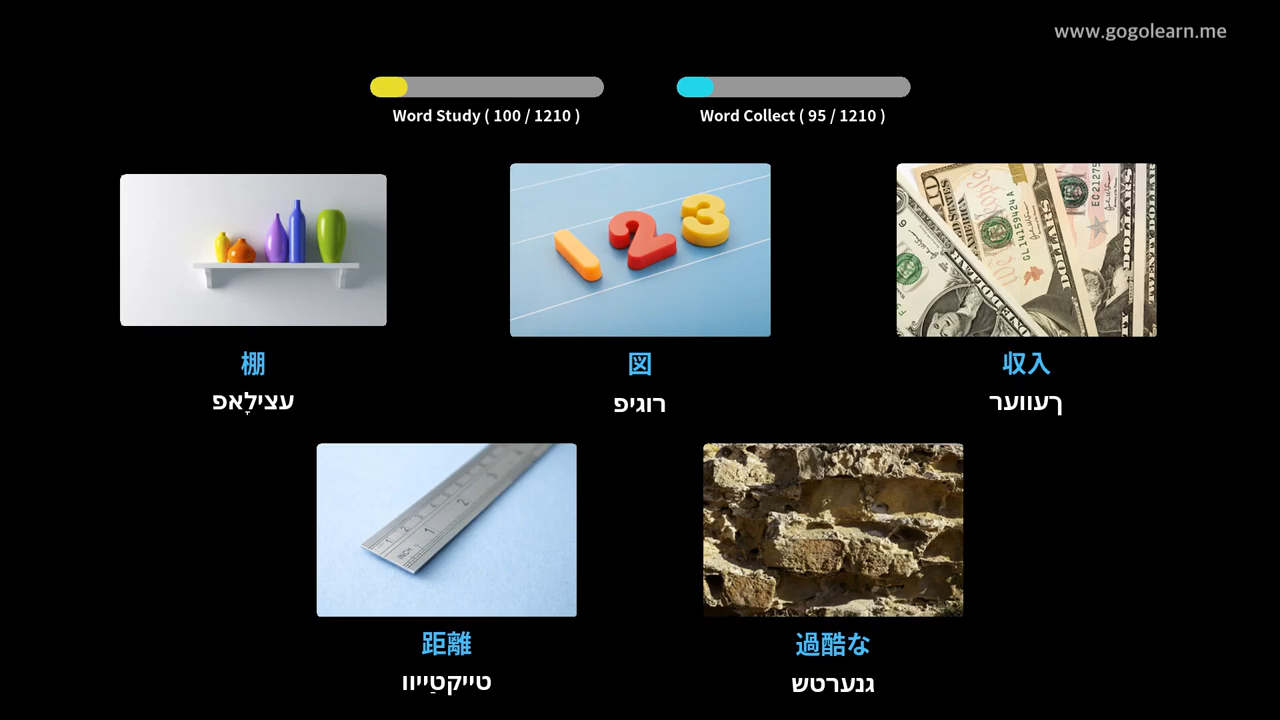 www.gogolearn.me
Word Study ( 100 / 1210 )
Word Collect ( 95 / 1210 )
棚
עצילָאפ
図
רוגיפ
収入
ךעווער
距離
טייקטַייוו
過酷な
גנערטש